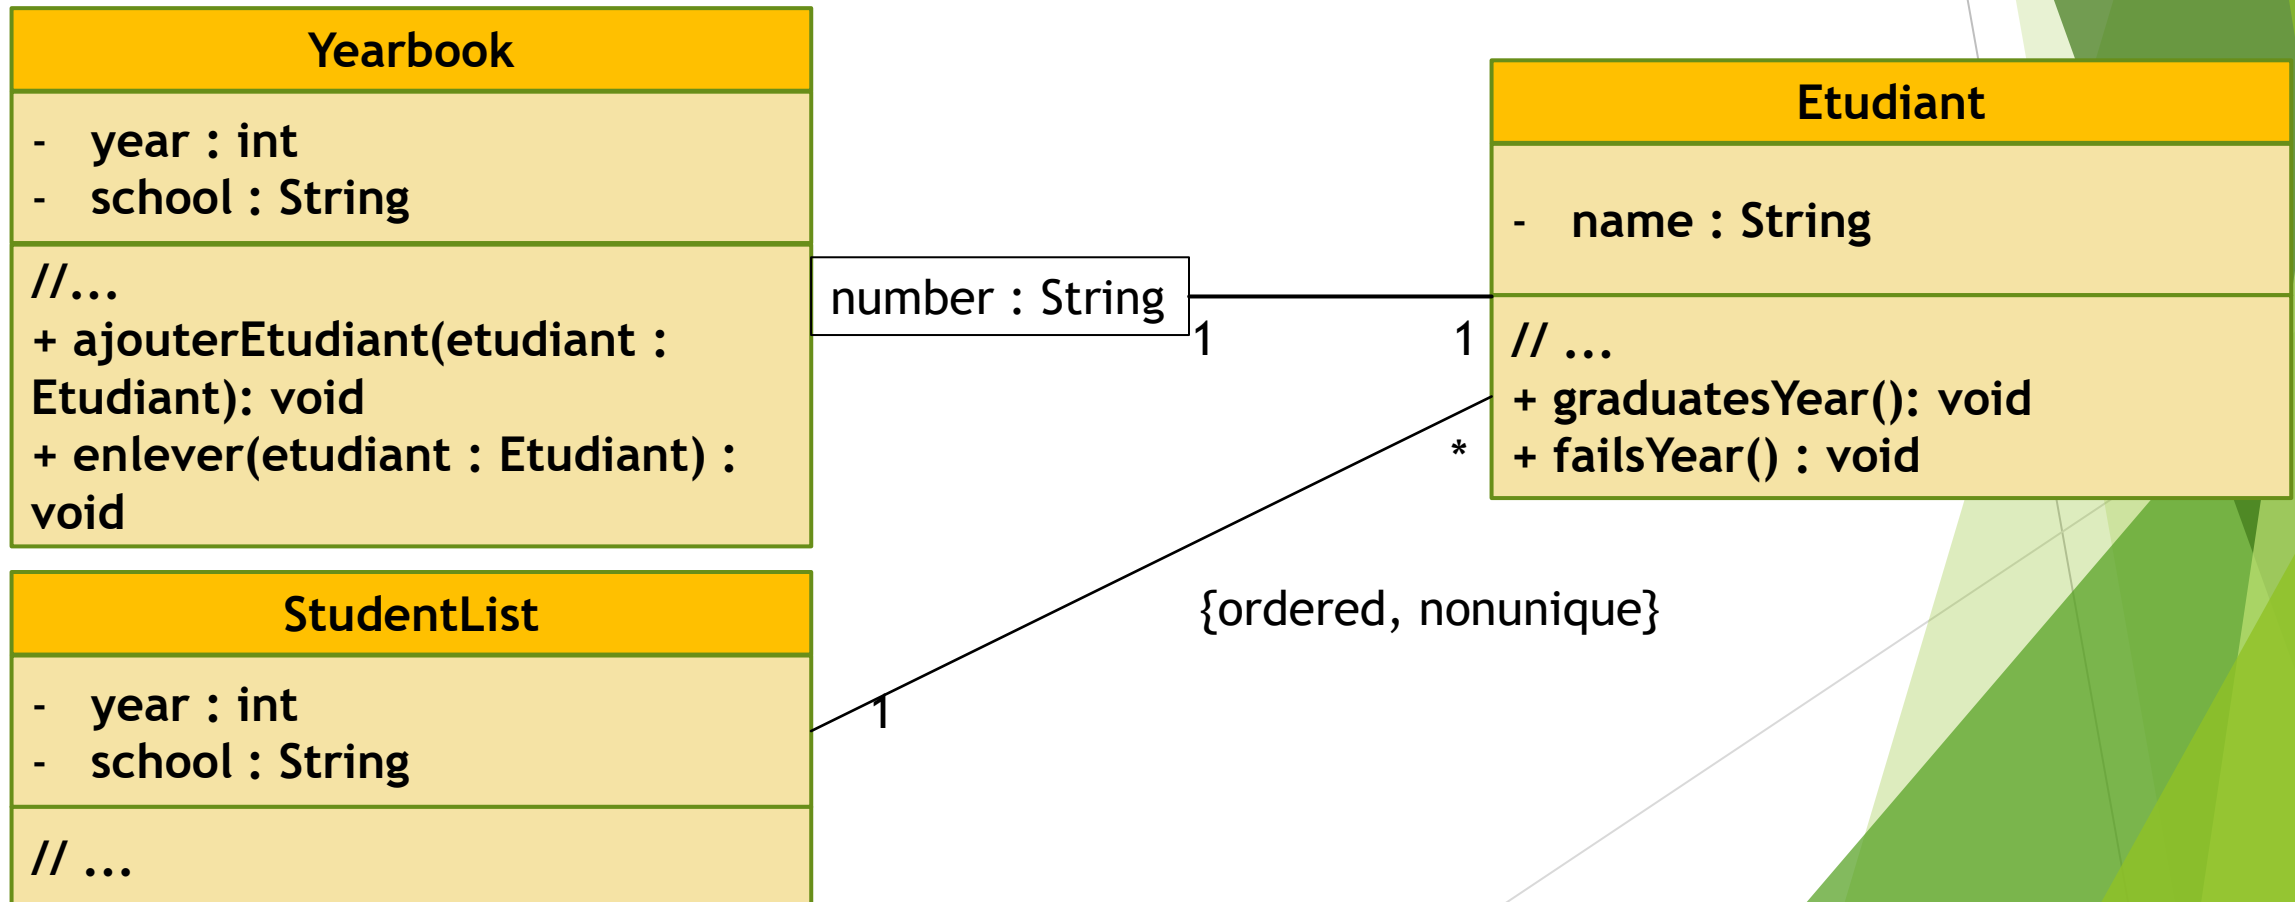 Yearbook
- year : int
- school : String
//...
+ ajouterEtudiant(etudiant :
Etudiant): void
+ enlever(etudiant : Etudiant) :
void
number : String
1
1
Etudiant
- name : String
// ...
+ graduatesYear(): void
+ failsYear() : void
*
{ordered, nonunique}
1
StudentList
- year : int
- school : String
// ...